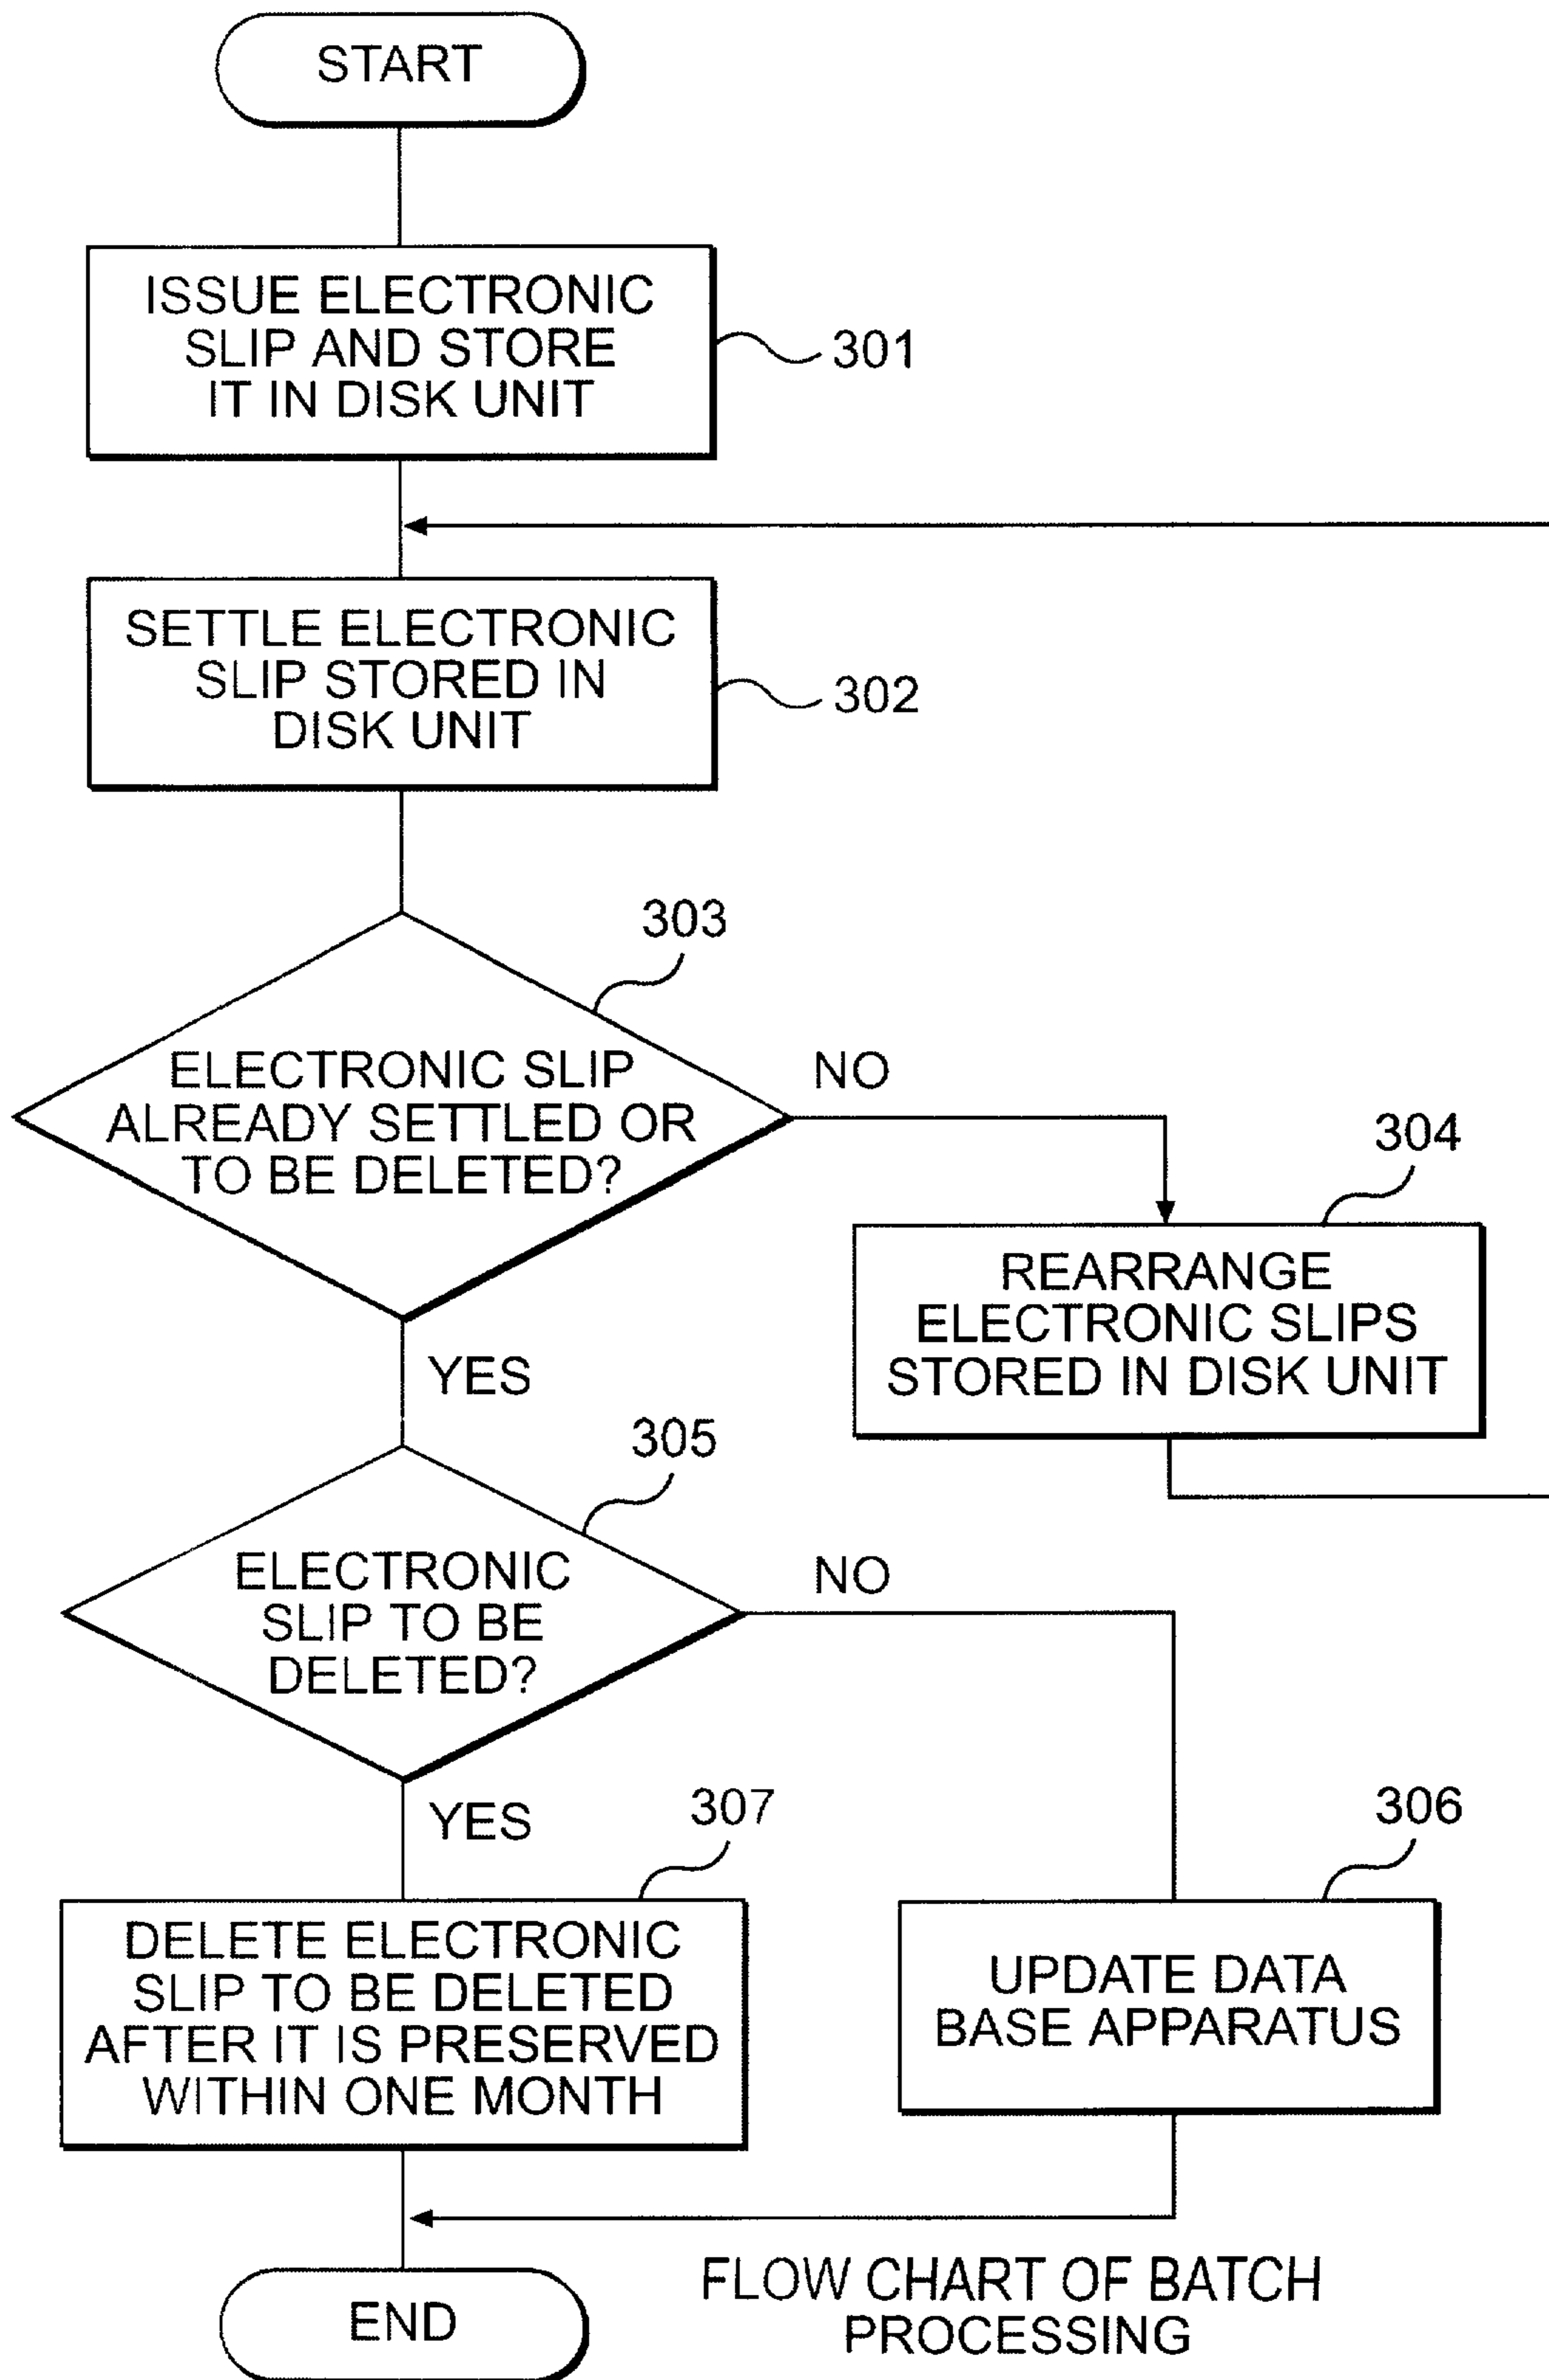 START
ISSUE ELECTRONIC
SLIP AND STORE
IT IN DISK UNIT
301
SETTLE ELECTRONIC
SLIP STORED IN
DISK UNIT
302
303
ELECTRONIC SLIP
ALREADY SETTLED OR
TO BE DELETED?
NO
304
REARRANGE
ELECTRONIC SLIPS
STORED IN DISK UNIT
YES
305
ELECTRONIC
SLIP TO BE
DELETED?
NO
YES
307
DELETE ELECTRONIC
SLIP TO BE DELETED
AFTER IT IS PRESERVED
WITHIN ONE MONTH
306
UPDATE DATA
BASE APPARATUS
END
FLOW CHART OF BATCH
PROCESSING